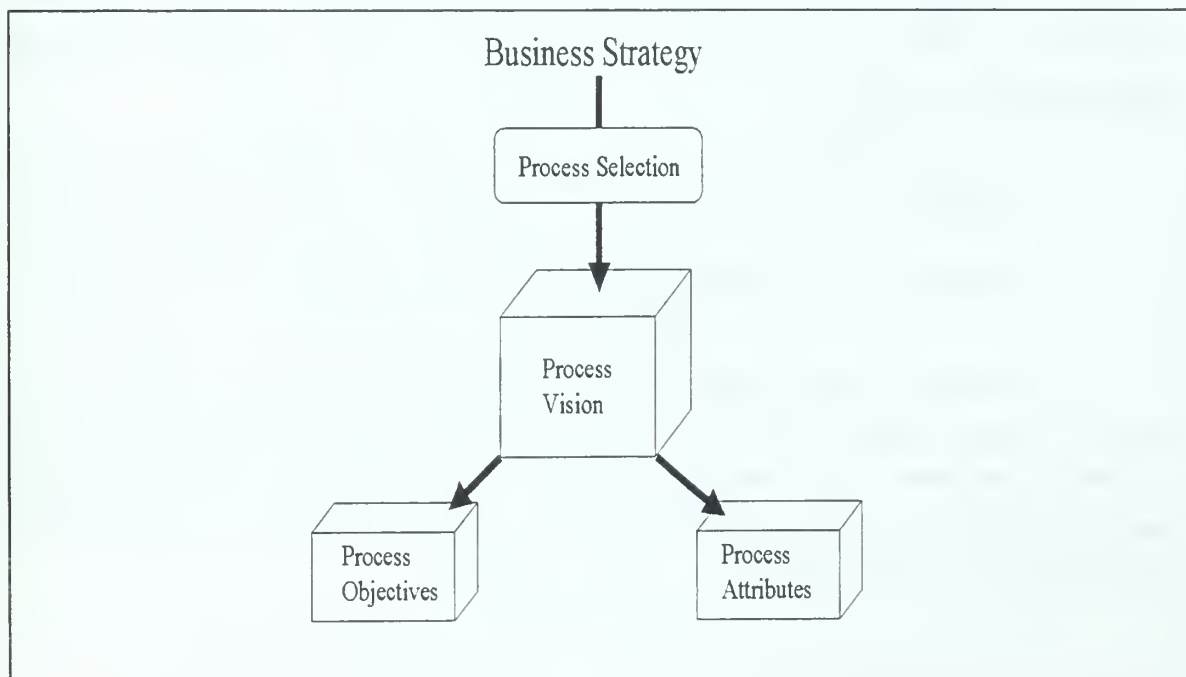 Business Strategy
Process Selection
Process
Vision
Process
Objectives
Process
Attributes